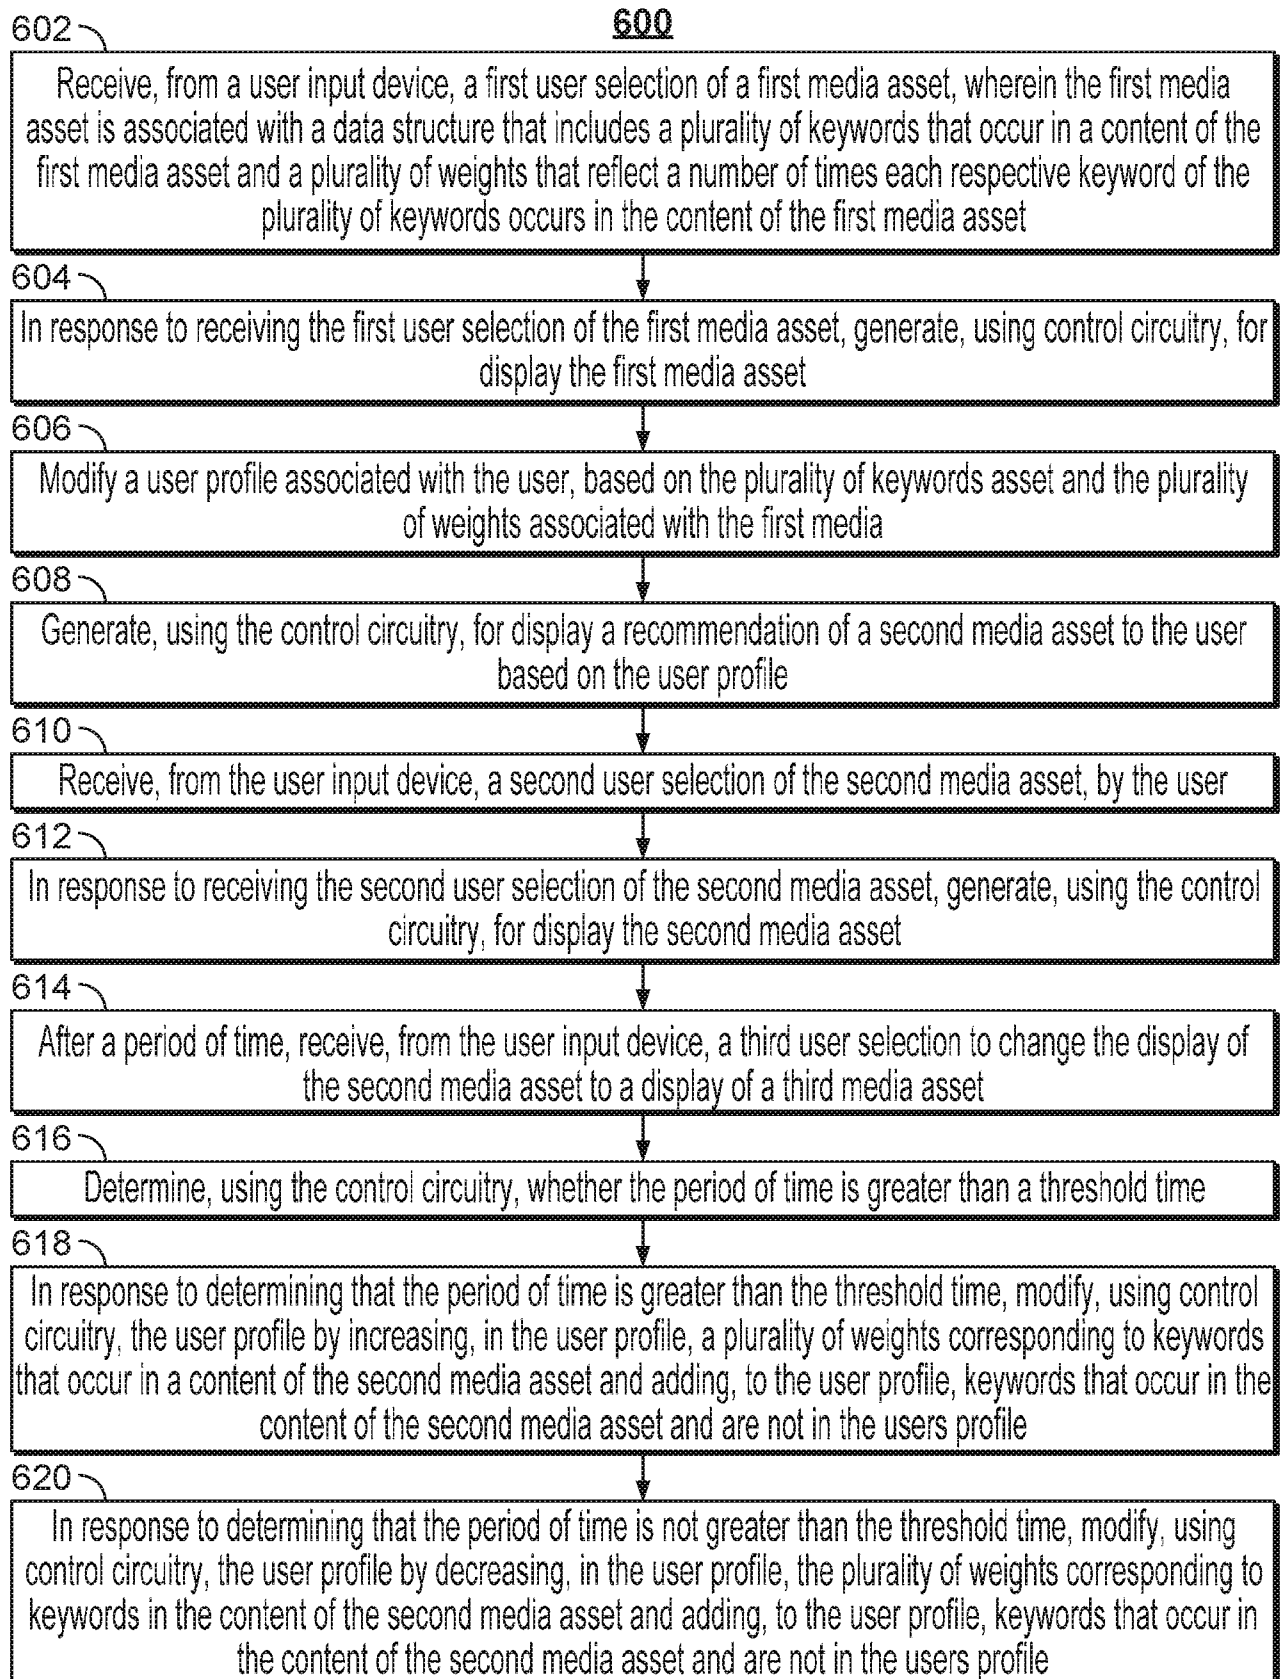 600
602
Receive, from a user input device, a first user selection of a first media asset, wherein the first media
asset is associated with a data structure that includes a plurality of keywords that occur in a content of the
first media asset and a plurality of weights that reflect a number of times each respective keyword of the
plurality of keywords occurs in the content of the first media asset
604
In response to receiving the first user selection of the first media asset, generate, using control circuitry, for
display the first media asset
606
Modify a user profile associated with the user, based on the plurality of keywords asset and the plurality
of weights associated with the first media
608
Generate, using the control circuitry, for display a recommendation of a second media asset to the user
based on the user profile
610
Receive, from the user input device, a second user selection of the second media asset, by the user
612
In response to receiving the second user selection of the second media asset, generate, using the control
circuitry, for display the second media asset
614
After a period of time, receive, from the user input device, a third user selection to change the display of
the second media asset to a display of a third media asset
616
Determine, using the control circuitry, whether the period of time is greater than a threshold time
618
In response to determining that the period of time is greater than the threshold time, modify, using control
circuitry, the user profile by increasing, in the user profile, a plurality of weights corresponding to keywords
that occur in a content of the second media asset and adding, to the user profile, keywords that occur in the
content of the second media asset and are not in the users profile
620
In response to determining that the period of time is not greater than the threshold time, modify, using
control circuitry, the user profile by decreasing, in the user profile, the plurality of weights corresponding to
keywords in the content of the second media asset and adding, to the user profile, keywords that occur in
the content of the second media asset and are not in the users profile